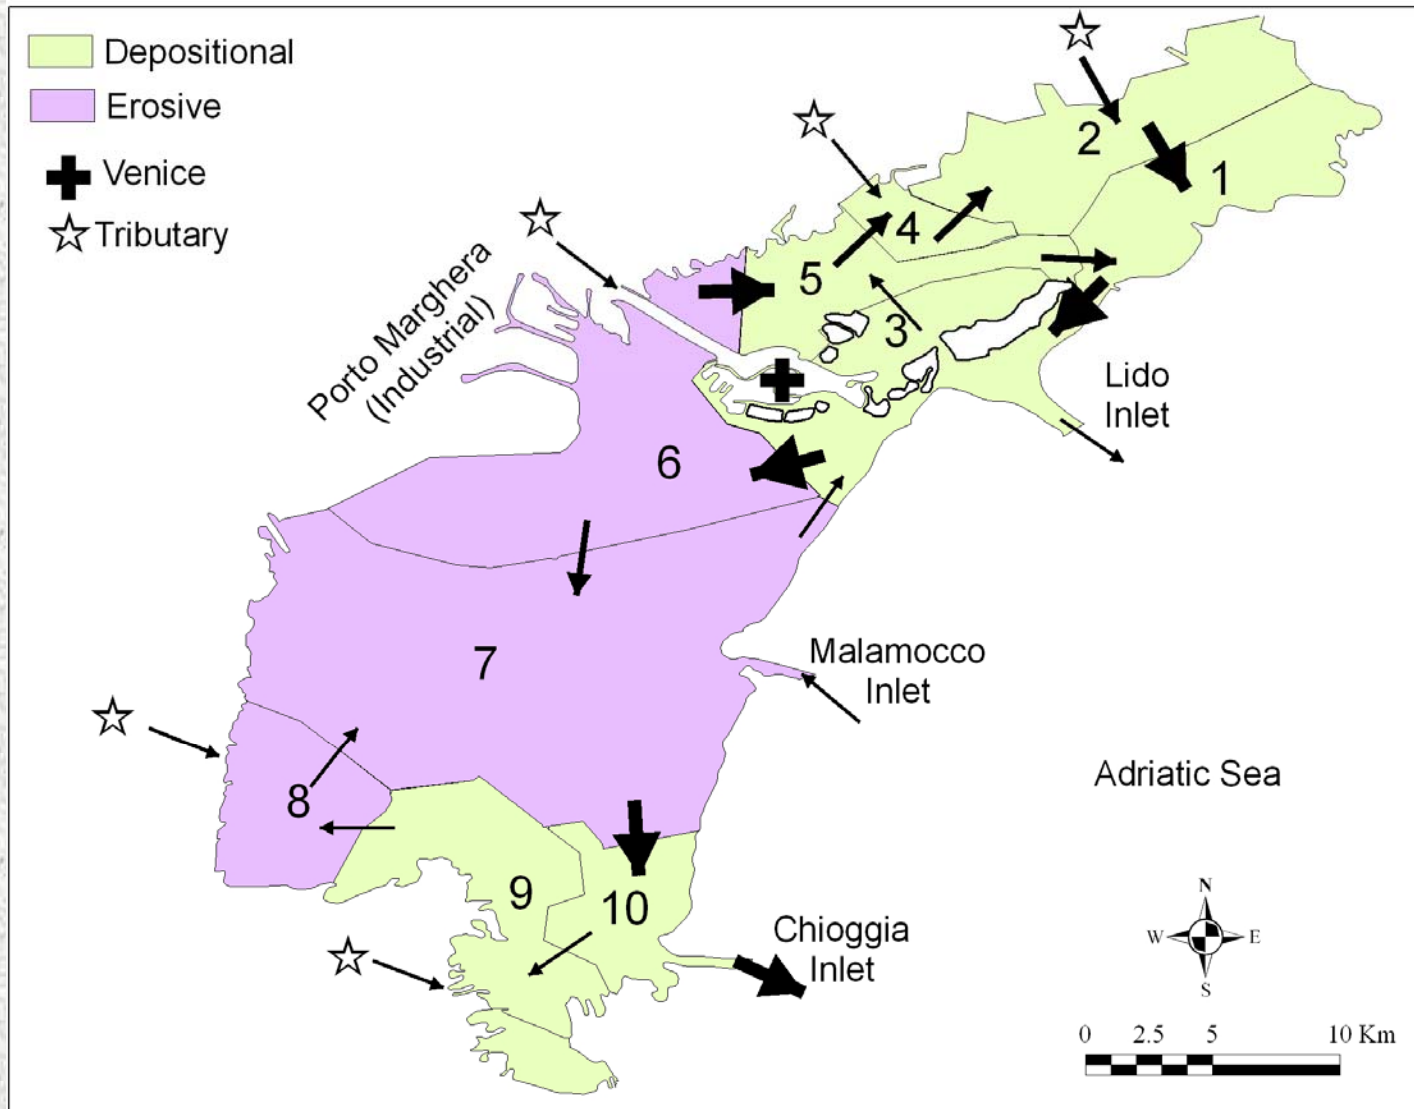 Depositional
Erosive
Venice
Tributary
Porto Marghera
(Industrial)
2
1
4
5
3
Lido
Inlet
6
7
Malamocco
Inlet
Adriatic Sea
8
9
10
Chioggia
Inlet
N
W
E
S
0 2.5 5 10 Km